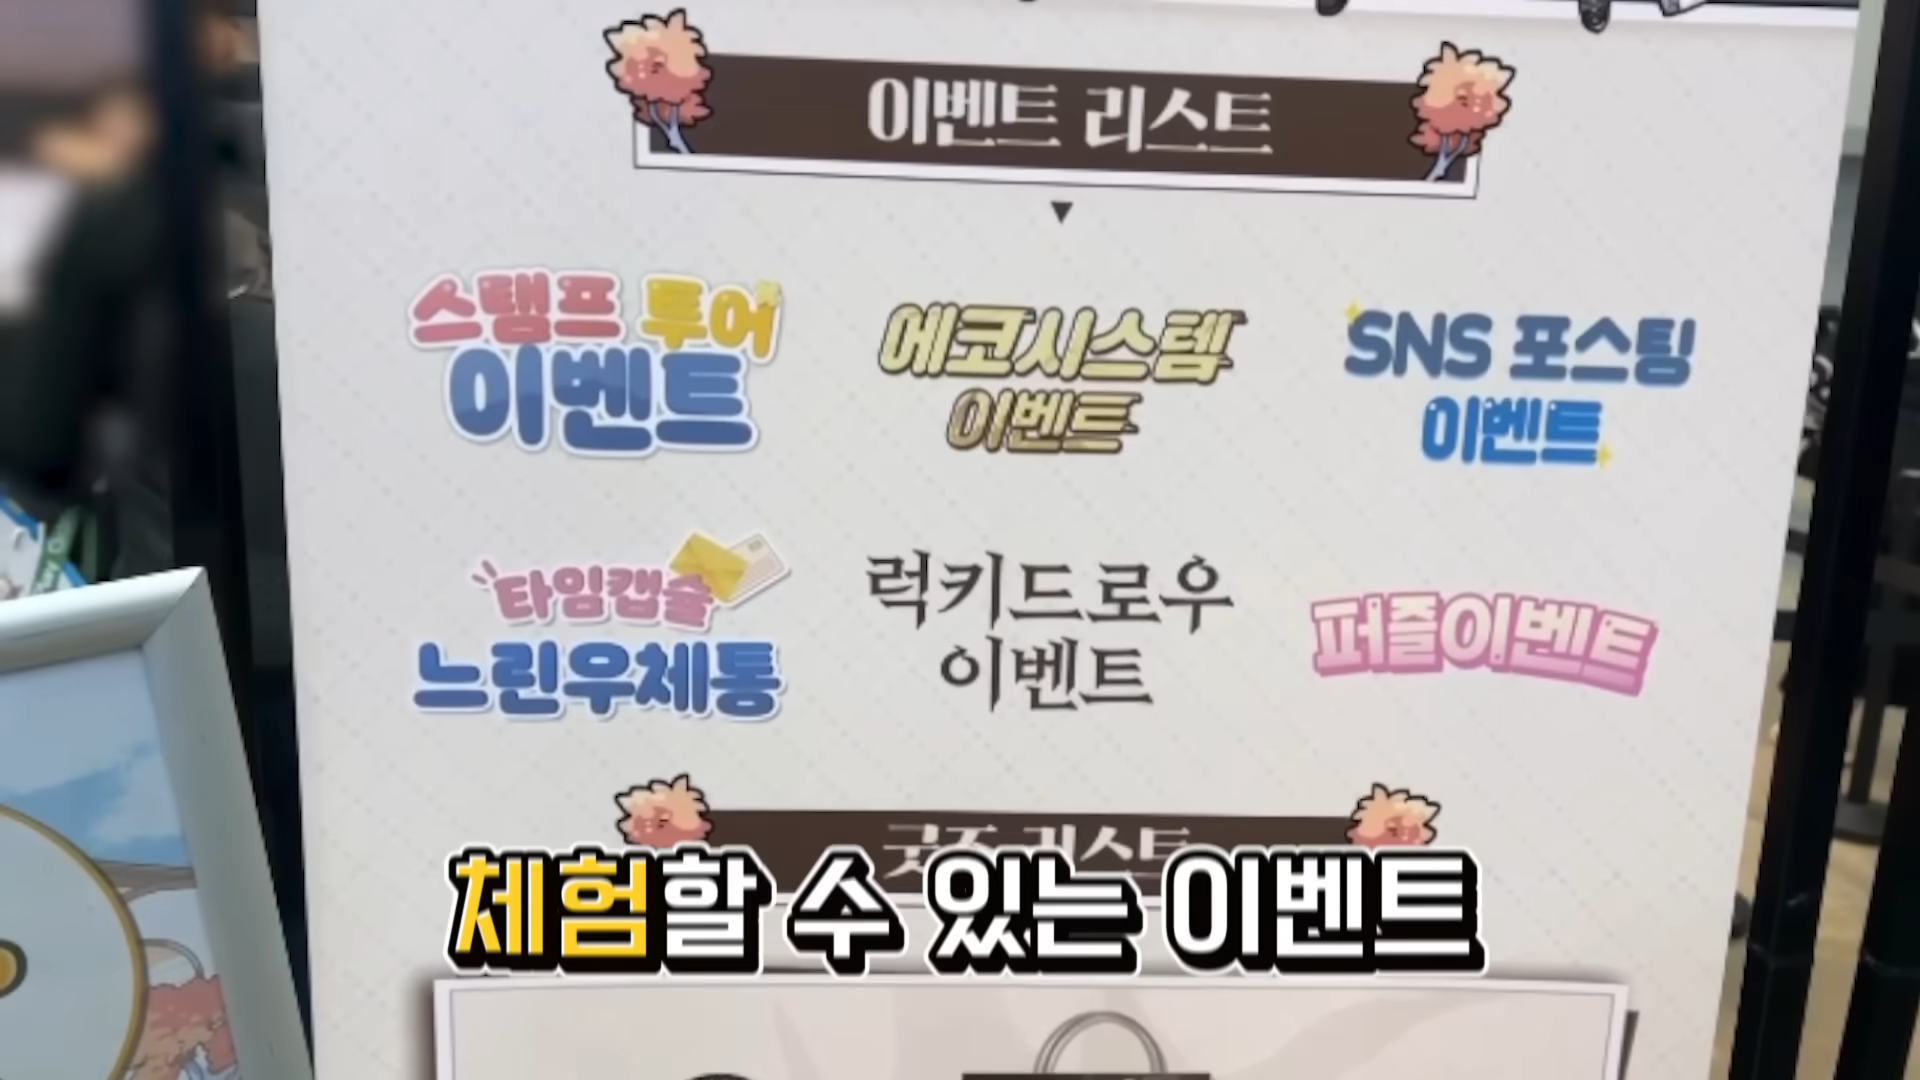 이벤트 리스트
▼
스탬프 투어
이벤트
에코시스템
이벤트
SNS 포스팅
이벤트
타임캡슐
느린우체통
럭키드로우
이벤트
퍼즐이벤트
굿즈 리스트
체험할 수 있는 이벤트